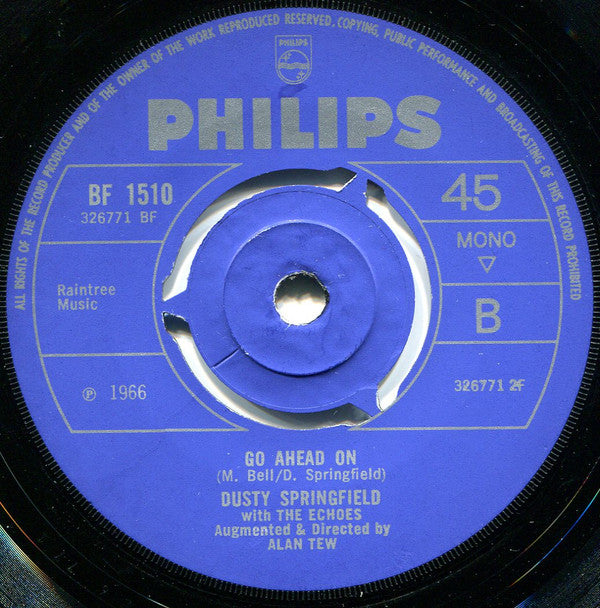 ALL RIGHTS OF THE RECORD PRODUCER AND OF THE OWNER OF THE WORK REPRODUCED RESERVED. COPYING, PUBLIC PERFORMANCE AND BROADCASTING OF THIS RECORD PROHIBITED
PHILIPS
PHILIPS
BF 1510
326771 BF
45
MONO
Raintree
Music
B
℗ 1966
326771 2F
GO AHEAD ON
(M. Bell/D. Springfield)
DUSTY SPRINGFIELD
with THE ECHOES
Augmented & Directed by
ALAN TEW